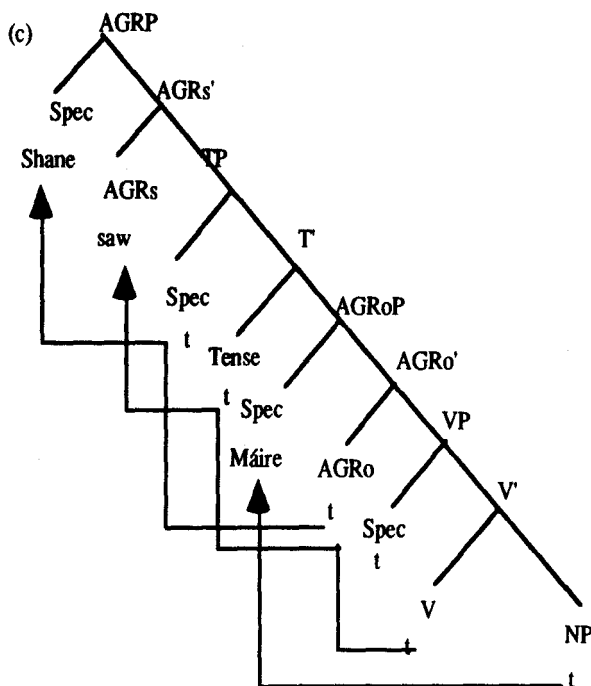 (c)
AGRP
Spec
AGRs'
Shane
AGRs
TP
saw
Spec
T'
t
Tense
AGRoP
t
Spec
AGRo'
Máire
AGRo
VP
t
Spec
V'
t
V
NP
t
t